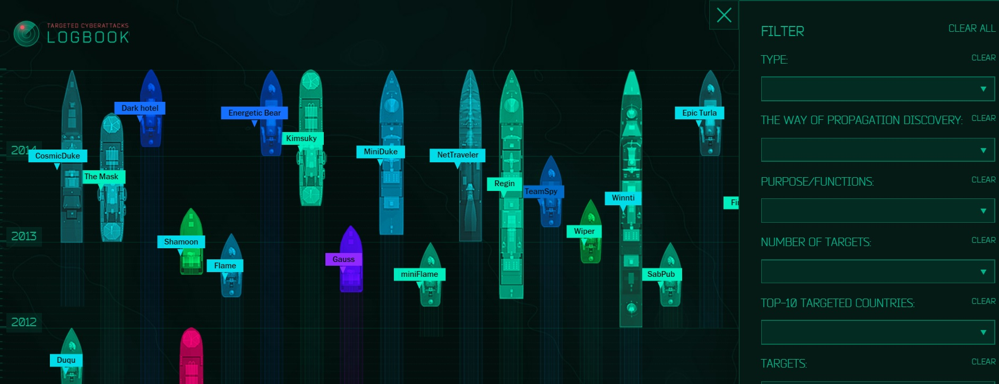 TARGETED CYBERATTACKS
LOGBOOK
FILTER
CLEAR ALL
TYPE:
CLEAR
THE WAY OF PROPAGATION DISCOVERY:
CLEAR
PURPOSE/FUNCTIONS:
CLEAR
NUMBER OF TARGETS:
CLEAR
TOP-10 TARGETED COUNTRIES:
CLEAR
TARGETS:
CLEAR
Dark hotel
Energetic Bear
Epic Turla
Kimsuky
2014
CosmicDuke
MiniDuke
NetTraveler
The Mask
Regin
TeamSpy
Winnti
2013
Shamoon
Wiper
Flame
Gauss
miniFlame
SabPub
2012
Duqu